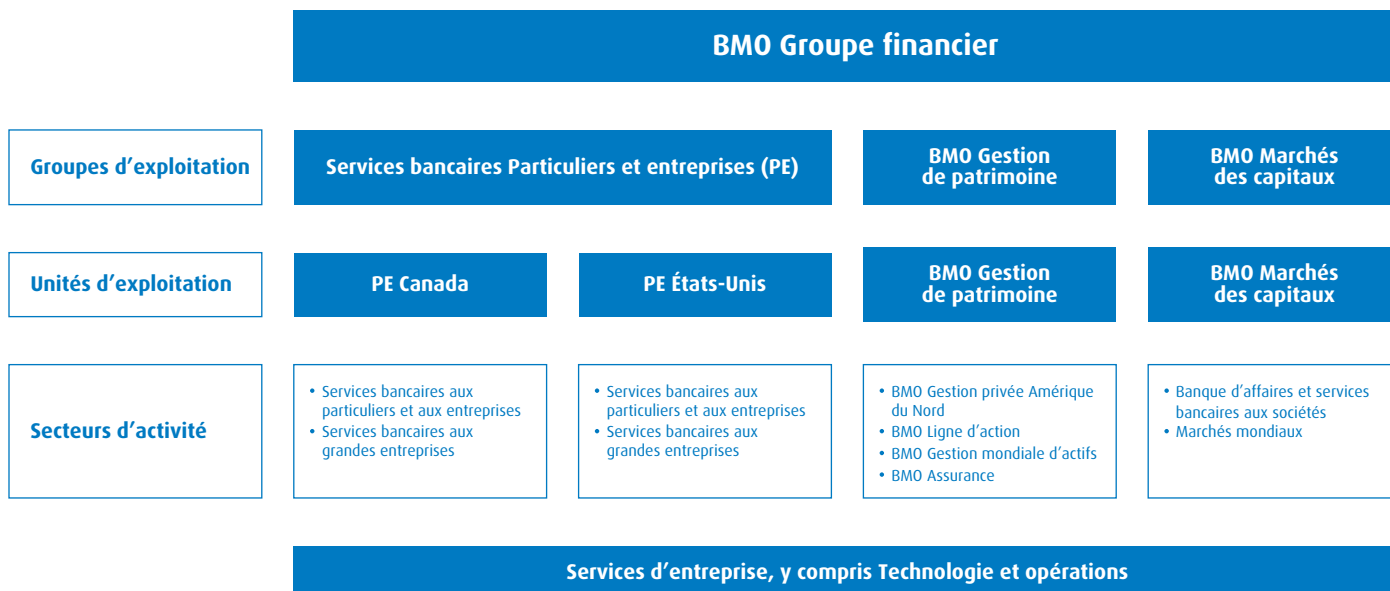 BMO Groupe financier
Groupes d'exploitation
Services bancaires Particuliers et entreprises (PE)
BMO Gestion
de patrimoine
BMO Marchés
des capitaux
Unités d'exploitation
PE Canada
PE États-Unis
BMO Gestion
de patrimoine
BMO Marchés
des capitaux
Secteurs d'activité
• Services bancaires aux
particuliers et aux entreprises
• Services bancaires aux
grandes entreprises
• Services bancaires aux
particuliers et aux entreprises
• Services bancaires aux
grandes entreprises
• BMO Gestion privée Amérique
du Nord
• BMO Ligne d'action
• BMO Gestion mondiale d'actifs
• BMO Assurance
• Banque d'affaires et services
bancaires aux sociétés
• Marchés mondiaux
Services d'entreprise, y compris Technologie et opérations